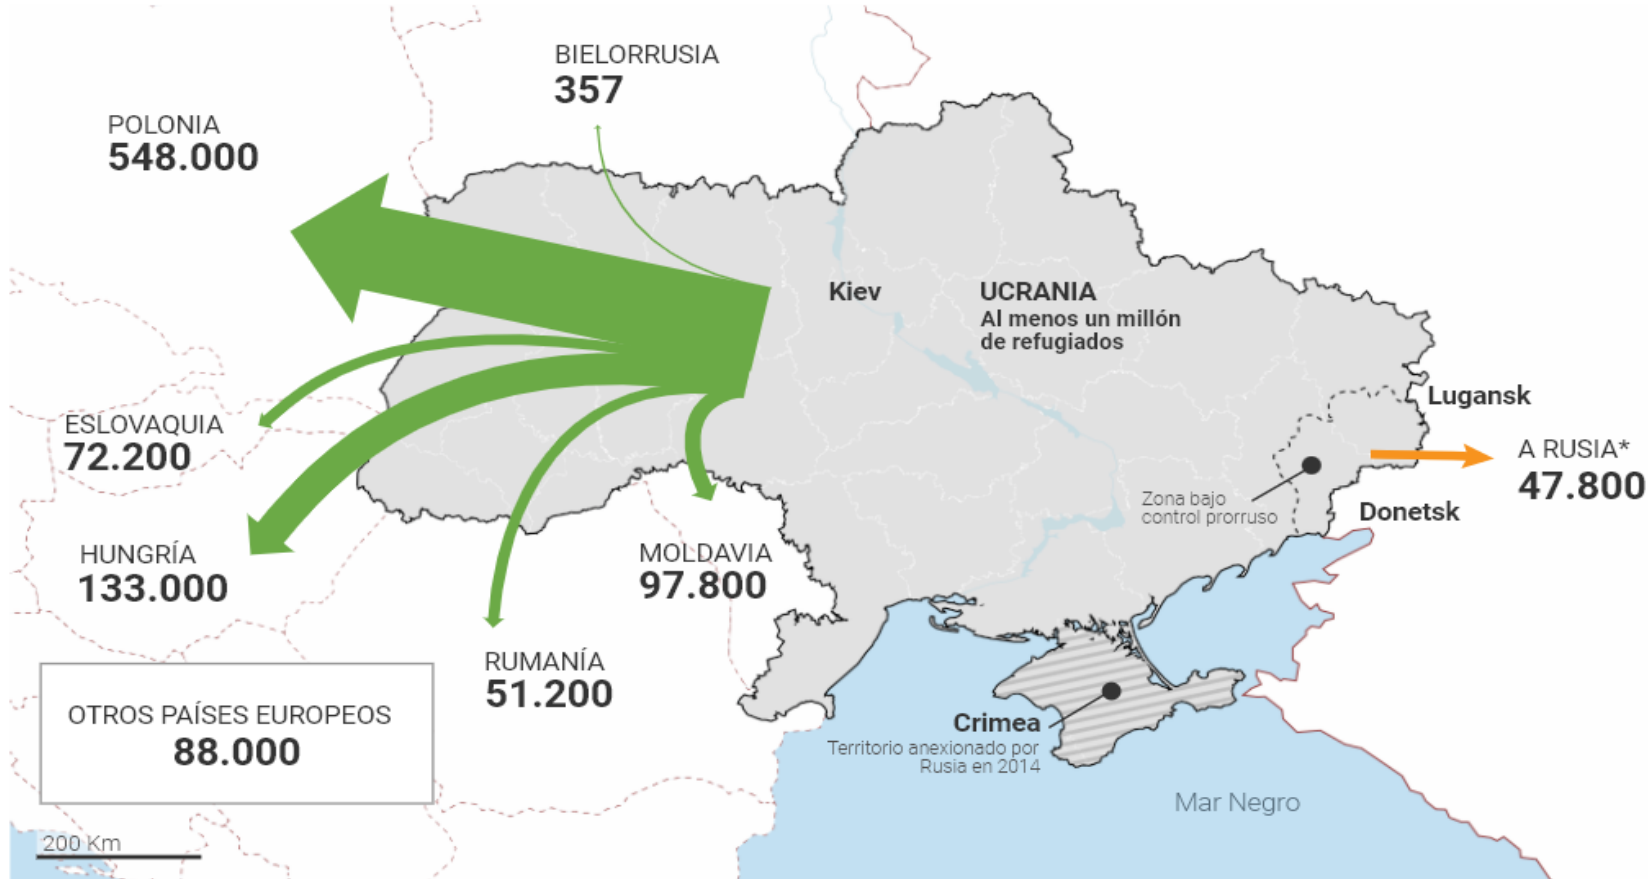 BIELORRUSIA
357
POLONIA
548.000
Kiev
UCRANIA
Al menos un millón
de refugiados
ESLOVAQUIA
72.200
Lugansk
A RUSIA*
47.800
Zona bajo
control prorruso
Donetsk
HUNGRÍA
133.000
MOLDAVIA
97.800
RUMANÍA
51.200
OTROS PAÍSES EUROPEOS
88.000
Crimea
Territorio anexionado por
Rusia en 2014
Mar Negro
200 Km